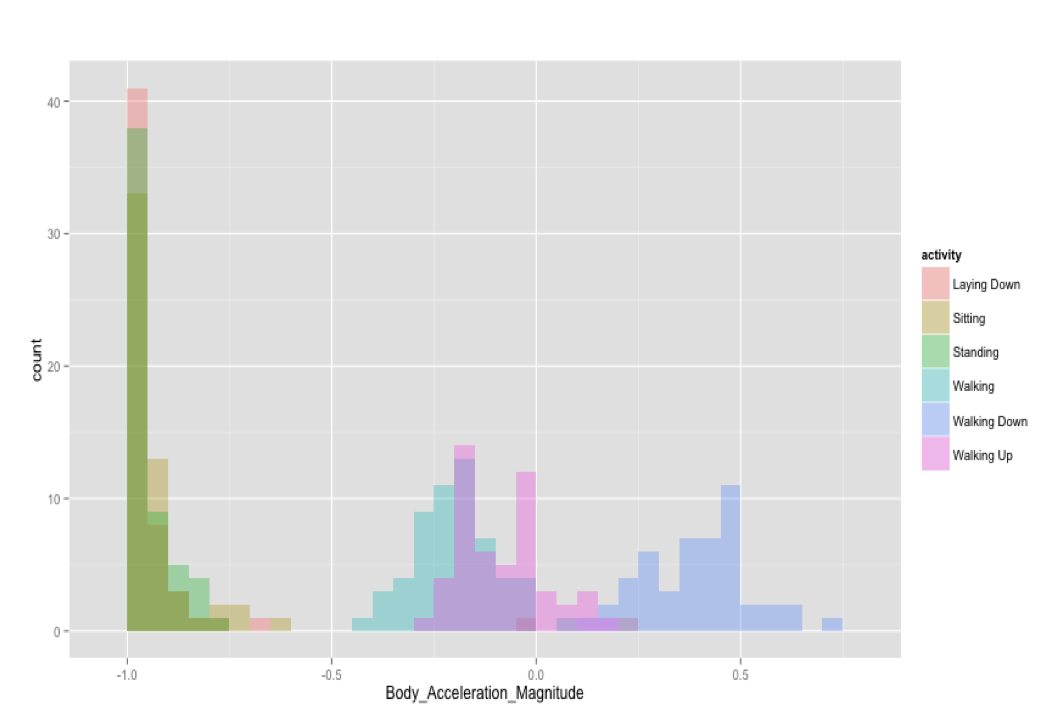 40
30
20
10
0
count
-1.0
-0.5
0.0
0.5
Body_Acceleration_Magnitude
activity
Laying Down
Sitting
Standing
Walking
Walking Down
Walking Up